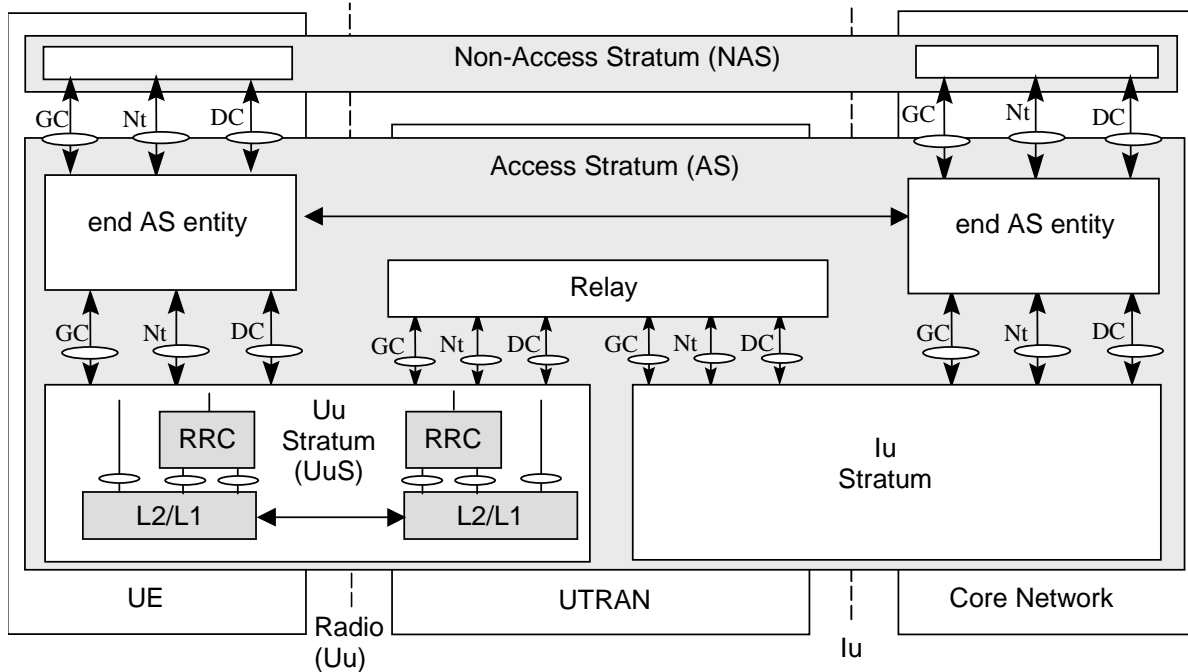 Non-Access Stratum (NAS)
GC Nt DC GC Nt DC
Access Stratum (AS)
end AS entity end AS entity
Relay
GC Nt DC GC Nt DC GC Nt DC GC Nt DC
RRC Uu RRC
Stratum
(UuS)
L2/L1 L2/L1
Iu
Stratum
UE UTRAN Core Network
Radio
(Uu)
Iu